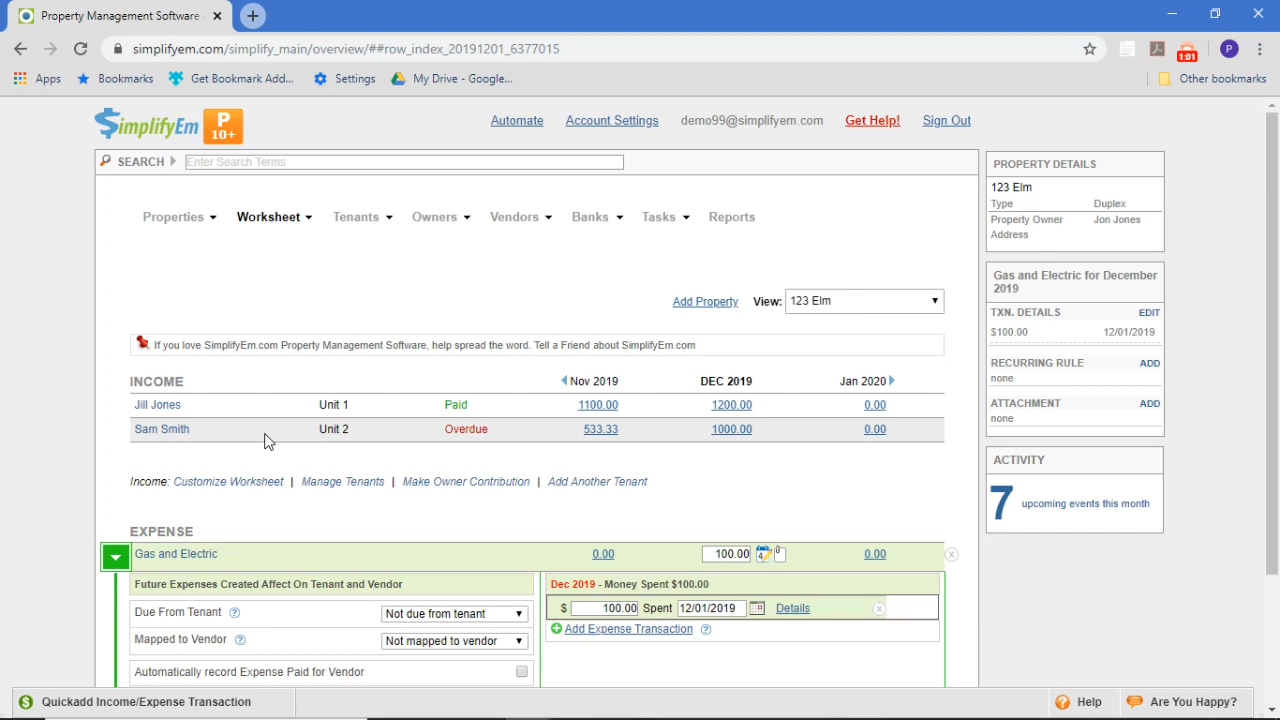 Property Management Software
simplifyem.com/simplify_main/overview/##row_index_20191201_6377015
P
1:01
Apps Bookmarks Get Bookmark Add... Settings My Drive - Google... Other bookmarks
SimplifyEm P 10+
Automate Account Settings demo99@simplifyem.com Get Help! Sign Out
SEARCH Enter Search Terms
Properties Worksheet Tenants Owners Vendors Banks Tasks Reports
Add Property View: 123 Elm
If you love SimplifyEm.com Property Management Software, help spread the word. Tell a Friend about SimplifyEm.com
INCOME Nov 2019 DEC 2019 Jan 2020
Jill Jones Unit 1 Paid 1100.00 1200.00 0.00
Sam Smith Unit 2 Overdue 533.33 1000.00 0.00
Income: Customize Worksheet | Manage Tenants | Make Owner Contribution | Add Another Tenant
EXPENSE
Gas and Electric 0.00 100.00 0.00
Future Expenses Created Affect On Tenant and Vendor
Due From Tenant Not due from tenant
Mapped to Vendor Not mapped to vendor
Automatically record Expense Paid for Vendor
Dec 2019 - Money Spent $100.00
$ 100.00 Spent 12/01/2019 Details
Add Expense Transaction
PROPERTY DETAILS
123 Elm
Type Duplex
Property Owner Jon Jones
Address
Gas and Electric for December
2019
TXN. DETAILS EDIT
$100.00 12/01/2019
RECURRING RULE ADD
none
ATTACHMENT ADD
none
ACTIVITY
7 upcoming events this month
Quickadd Income/Expense Transaction Help Are You Happy?